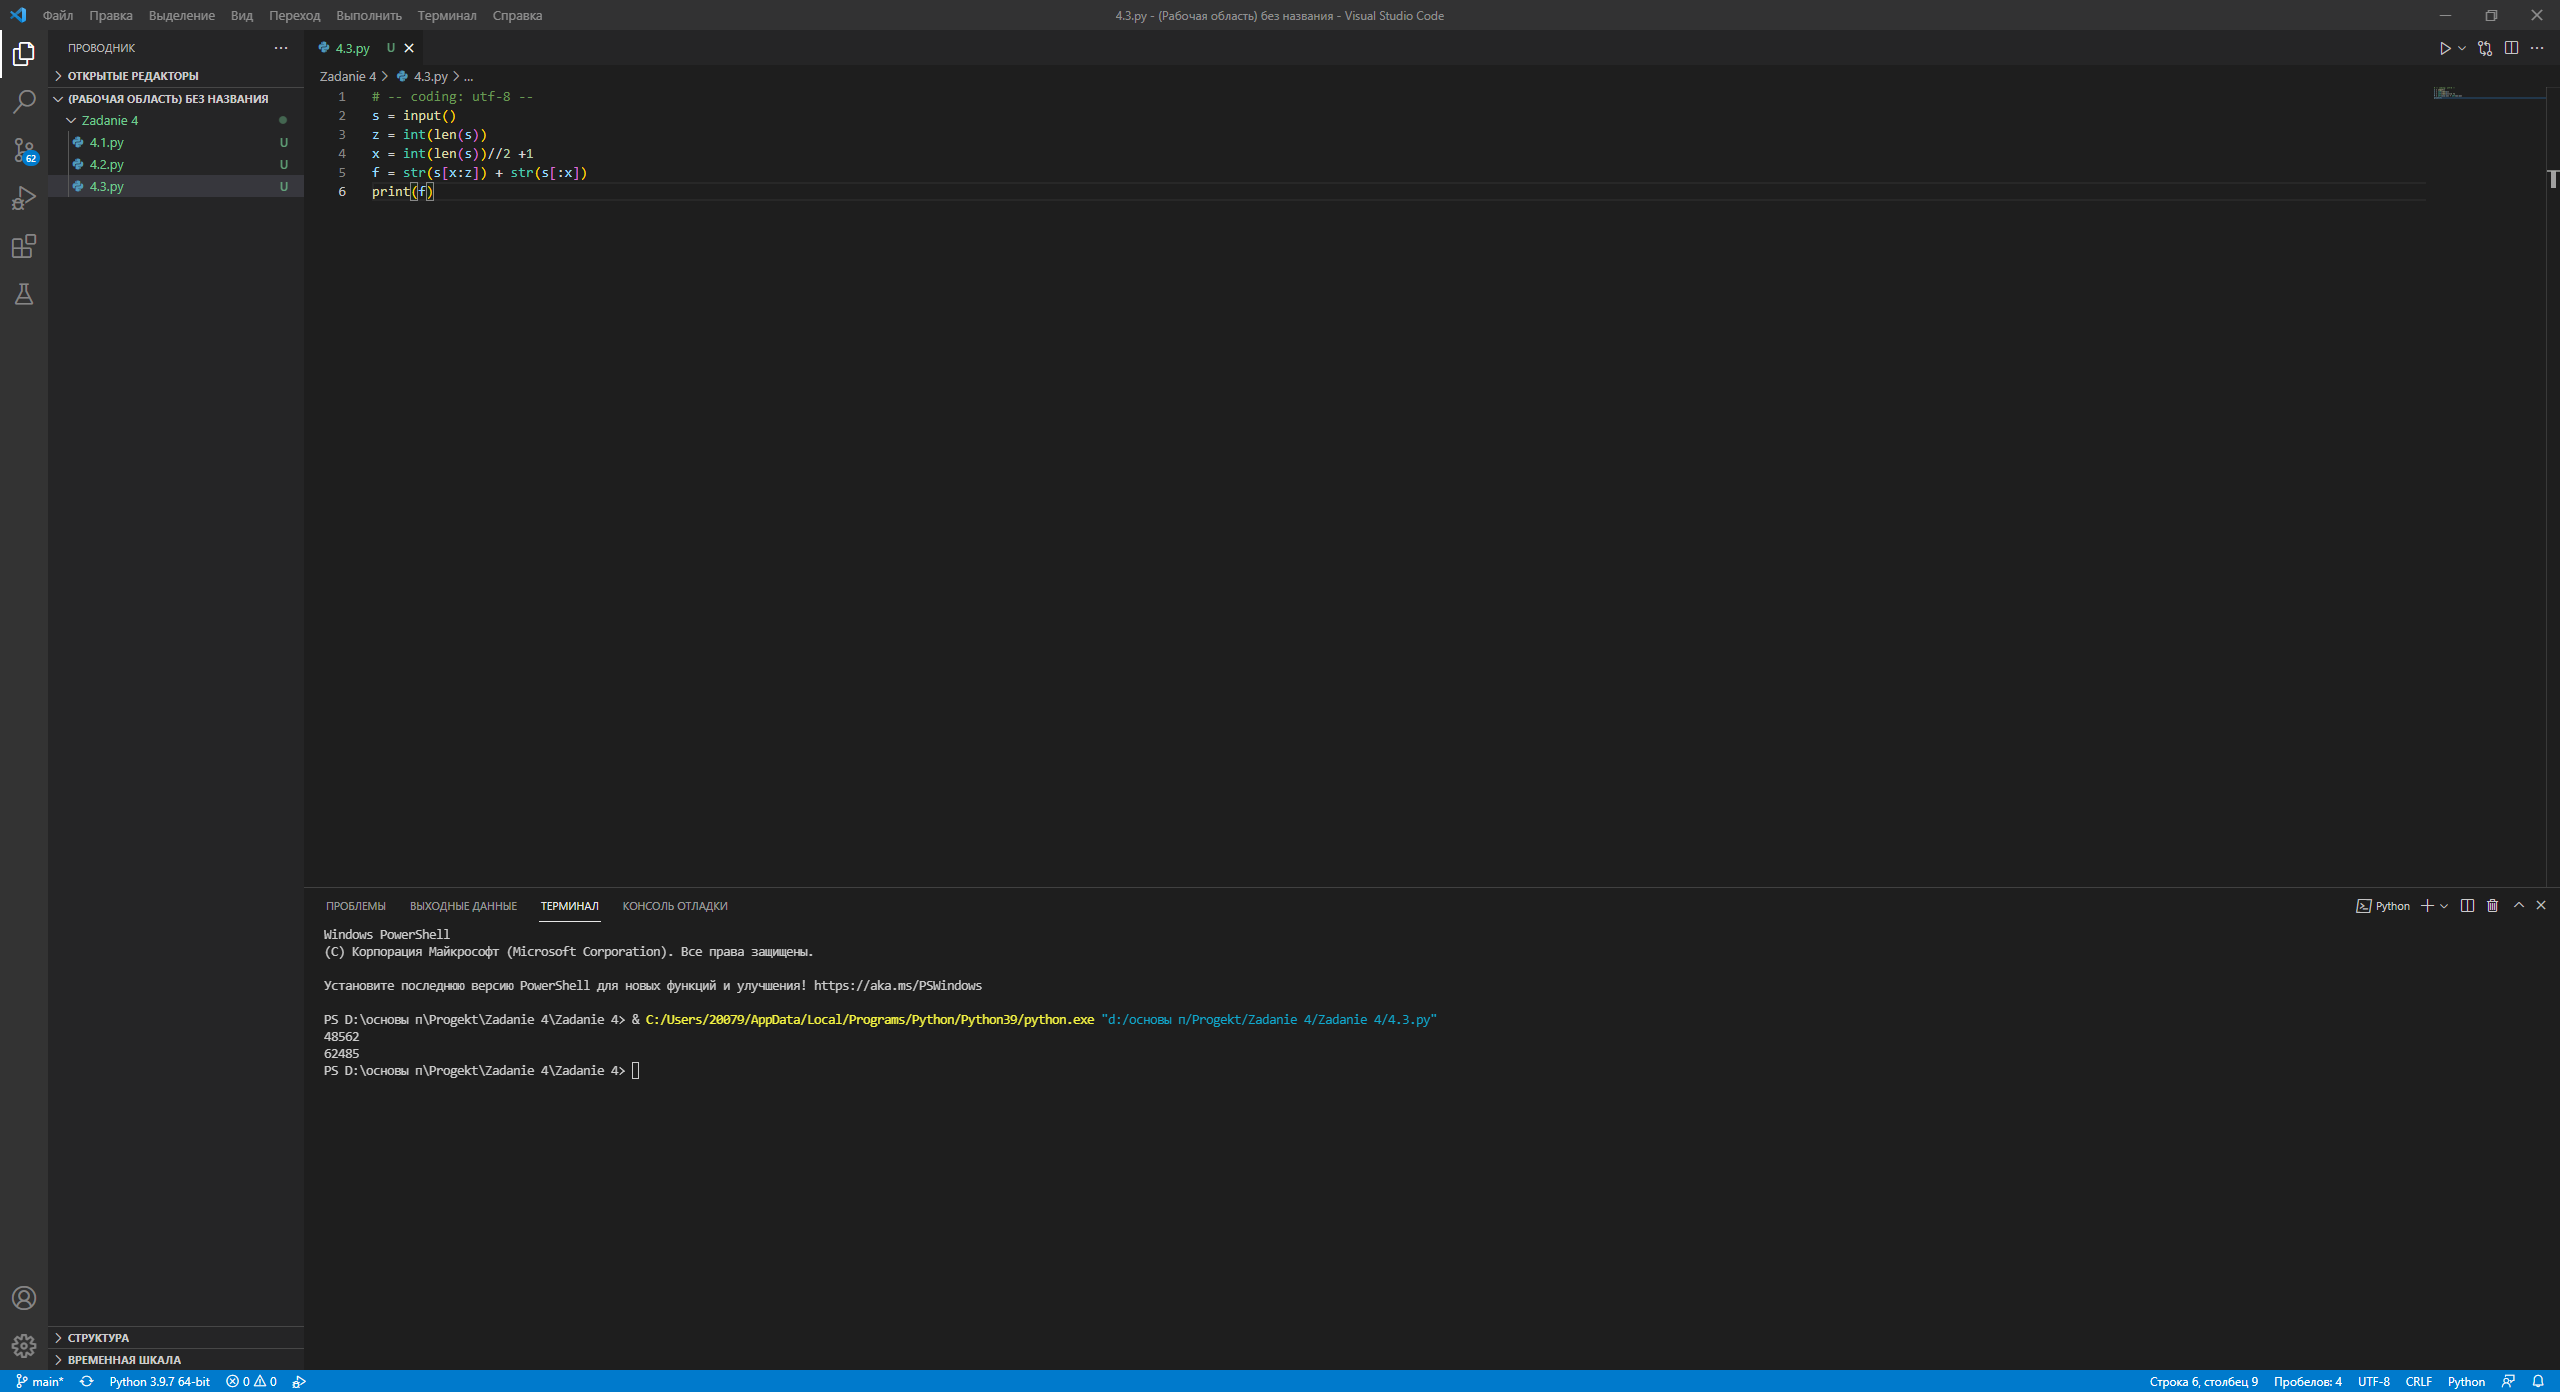 Файл Правка Выделение Вид Переход Выполнить Терминал Справка
4.3.py - (Рабочая область) без названия - Visual Studio Code
ПРОВОДНИК
ОТКРЫТЫЕ РЕДАКТОРЫ
(РАБОЧАЯ ОБЛАСТЬ) БЕЗ НАЗВАНИЯ
Zadanie 4
4.1.py U
4.2.py U
4.3.py U
62
4.3.py U
Zadanie 4 > 4.3.py > ...
1 # -- coding: utf-8 --
2 s = input()
3 z = int(len(s))
4 x = int(len(s))//2 +1
5 f = str(s[x:z]) + str(s[:x])
6 print(f)
ПРОБЛЕМЫ ВЫХОДНЫЕ ДАННЫЕ ТЕРМИНАЛ КОНСОЛЬ ОТЛАДКИ
Python
Windows PowerShell
(C) Корпорация Майкрософт (Microsoft Corporation). Все права защищены.
Установите последнюю версию PowerShell для новых функций и улучшения! https://aka.ms/PSWindows
PS D:\основы п\Progekt\Zadanie 4\Zadanie 4> & C:/Users/20079/AppData/Local/Programs/Python/Python39/python.exe "d:/основы п/Progekt/Zadanie 4/Zadanie 4/4.3.py"
48562
62485
PS D:\основы п\Progekt\Zadanie 4\Zadanie 4>
СТРУКТУРА
ВРЕМЕННАЯ ШКАЛА
main* Python 3.9.7 64-bit 0 0
Строка 6, столбец 9 Пробелов: 4 UTF-8 CRLF Python